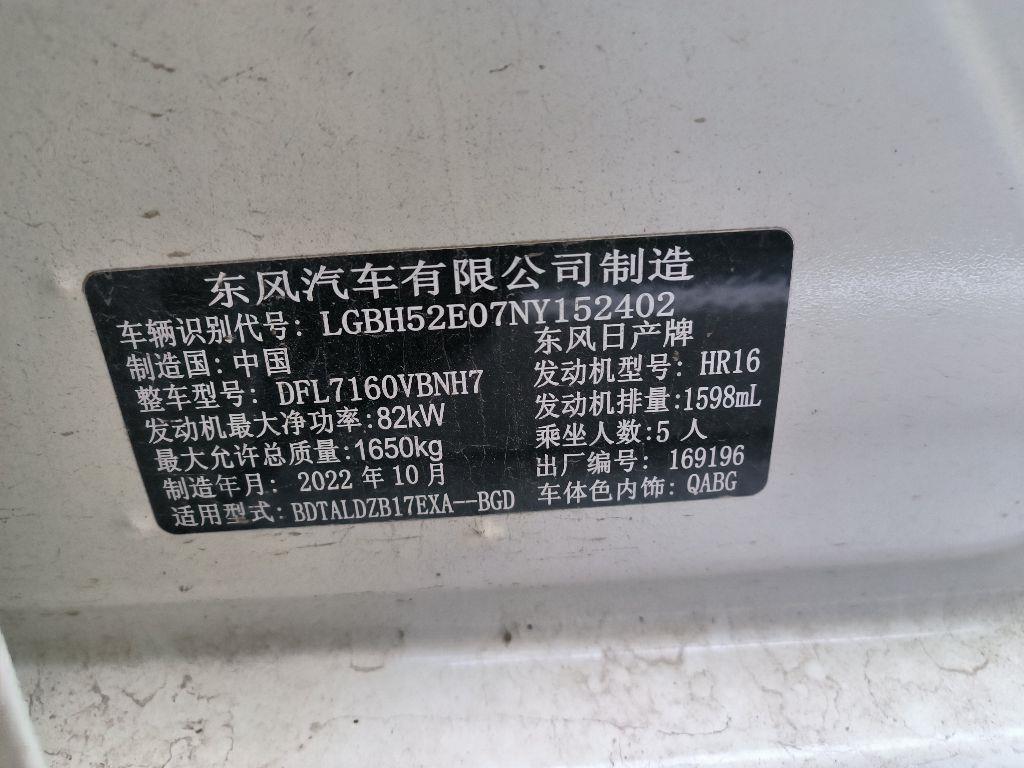 东风汽车有限公司制造
车辆识别代号: LGBH52E07NY152402
制造国: 中国 东风日产牌
整车型号: DFL7160VBNH7 发动机型号: HR16
发动机最大净功率:82kW 发动机排量:1598mL
最大允许总质量:1650kg 乘坐人数:5 人
制造年月: 2022 年 10 月 出厂编号: 169196
适用型式: BDTALDZB17EXA--BGD 车体色内饰: QABG